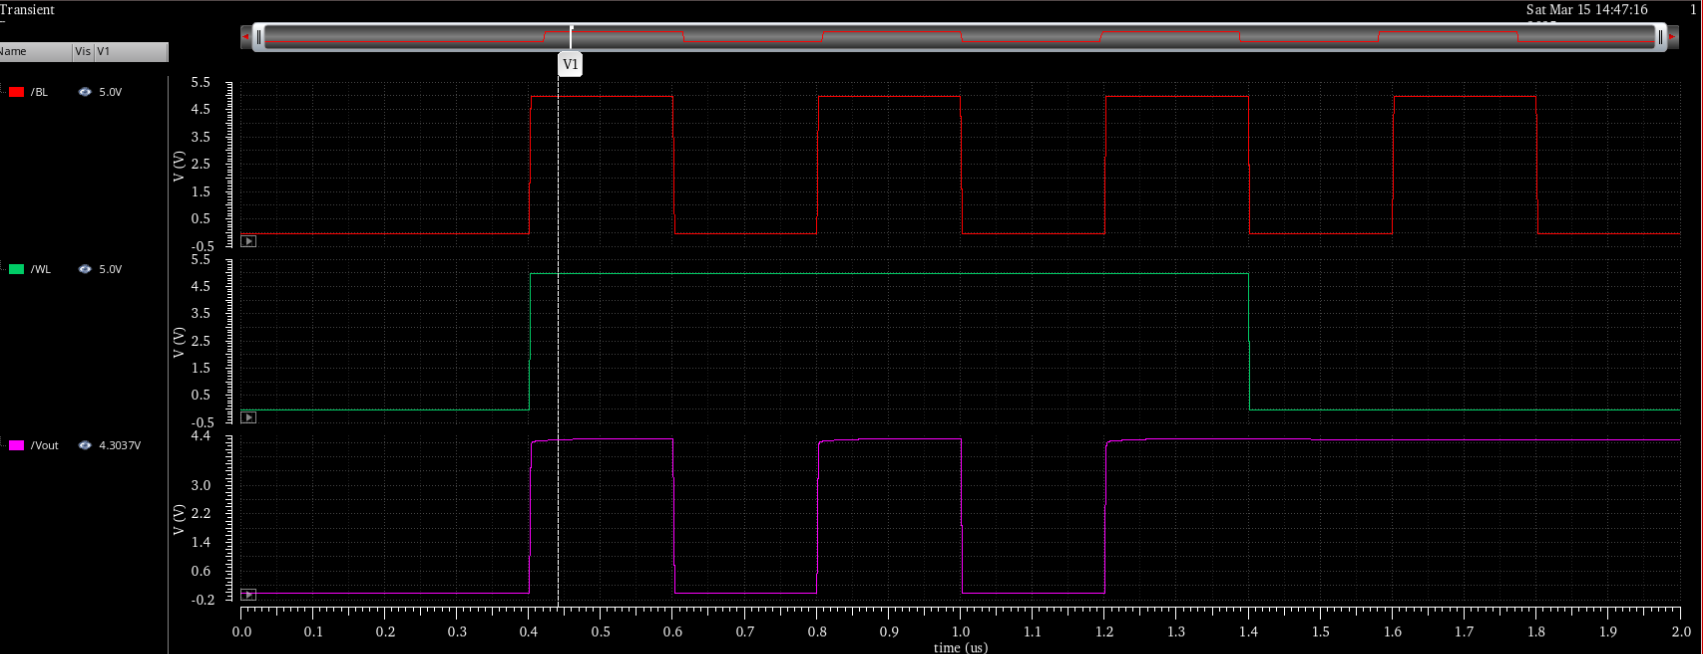 Transient
Sat Mar 15 14:47:16
1
Name Vis V1
V1
/BL 5.0V
5.5
4.5
3.5
2.5
1.5
0.5
-0.5
V (V)
/WL 5.0V
5.5
4.5
3.5
2.5
1.5
0.5
-0.5
V (V)
/Vout 4.3037V
4.4
3.0
2.2
1.4
0.6
-0.2
V (V)
0.0 0.1 0.2 0.3 0.4 0.5 0.6 0.7 0.8 0.9 1.0 1.1 1.2 1.3 1.4 1.5 1.6 1.7 1.8 1.9 2.0
time (us)